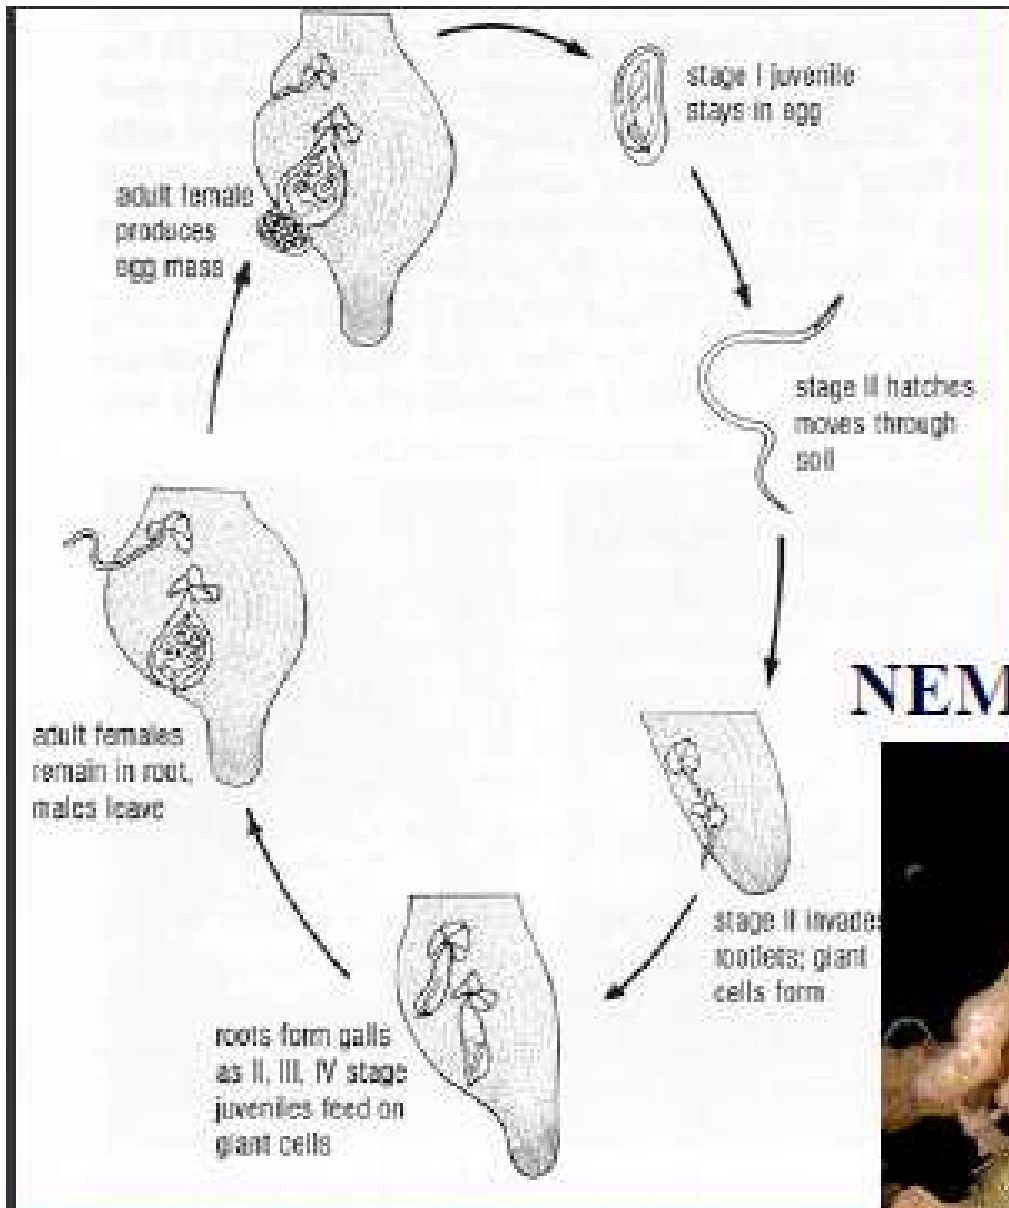 stage I juvenile
stays in egg
adult female
produces
egg mass
stage II hatches
moves through
soil
NEM
adult females
remain in root,
males leave
stage II invades
rootlets; giant
cells form
roots form galls
as II, III, IV stage
juveniles feed on
giant cells